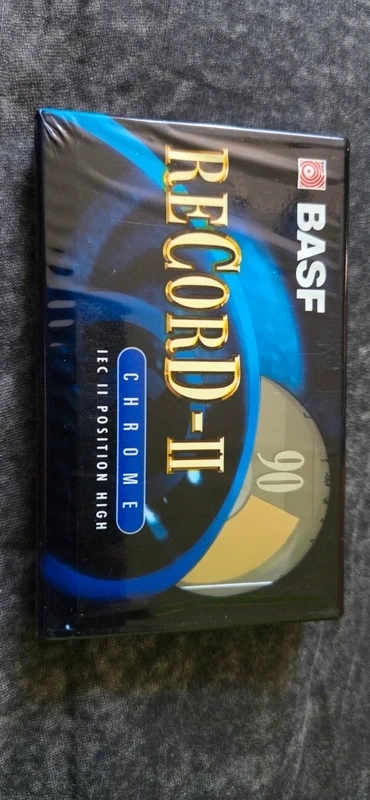 BASF
RECORD-II
90
CHROME
IEC II POSITION HIGH